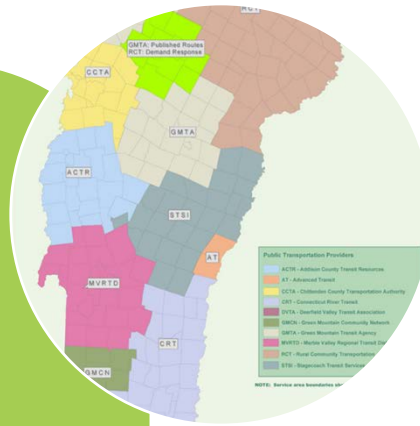 RCT
GMTA: Published Routes
RCT: Demand Response
CCTA
GMTA
ACTR
STSI
AT
MVRTD
CRT
GMCN
Public Transportation Providers
ACTR - Addison County Transit Resources
AT - Advanced Transit
CCTA - Chittenden County Transportation Authority
CRT - Connecticut River Transit
DVTA - Deerfield Valley Transit Association
GMCN - Green Mountain Community Network
GMTA - Green Mountain Transit Agency
MVRTD - Marble Valley Regional Transit
RCT - Rural Community Transportation
STSI - Stagecoach Transit Services
NOTE: Service area boundaries